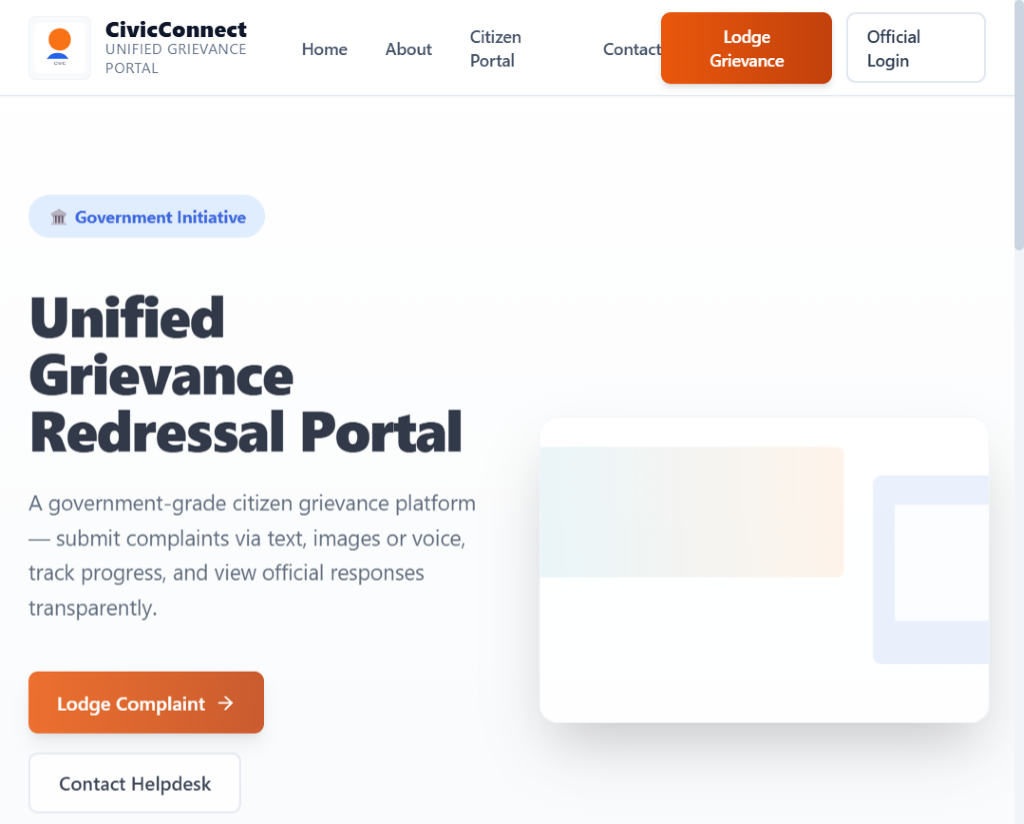 CivicConnect
UNIFIED GRIEVANCE
PORTAL
Home
About
Citizen
Portal
Contact
Lodge
Grievance
Official
Login
🏛️ Government Initiative
Unified
Grievance
Redressal Portal
A government-grade citizen grievance platform
— submit complaints via text, images or voice,
track progress, and view official responses
transparently.
Lodge Complaint →
Contact Helpdesk